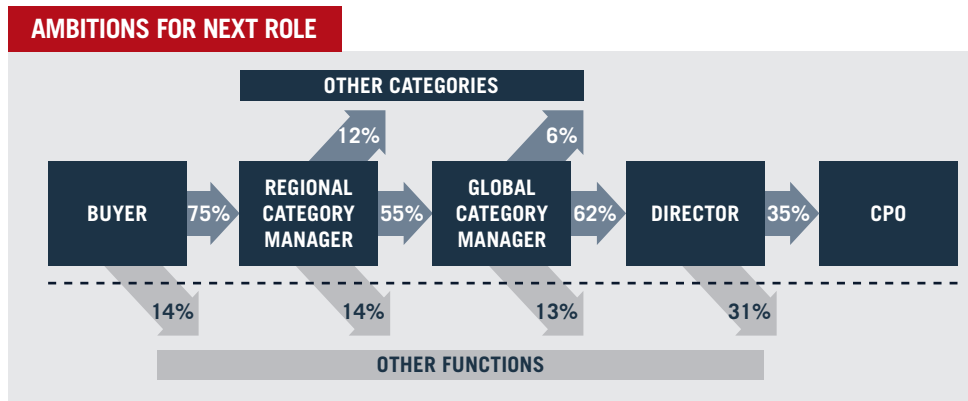 AMBITIONS FOR NEXT ROLE
OTHER CATEGORIES
12%
6%
BUYER
75%
REGIONAL
CATEGORY
MANAGER
55%
GLOBAL
CATEGORY
MANAGER
62%
DIRECTOR
35%
CPO
14%
14%
13%
31%
OTHER FUNCTIONS